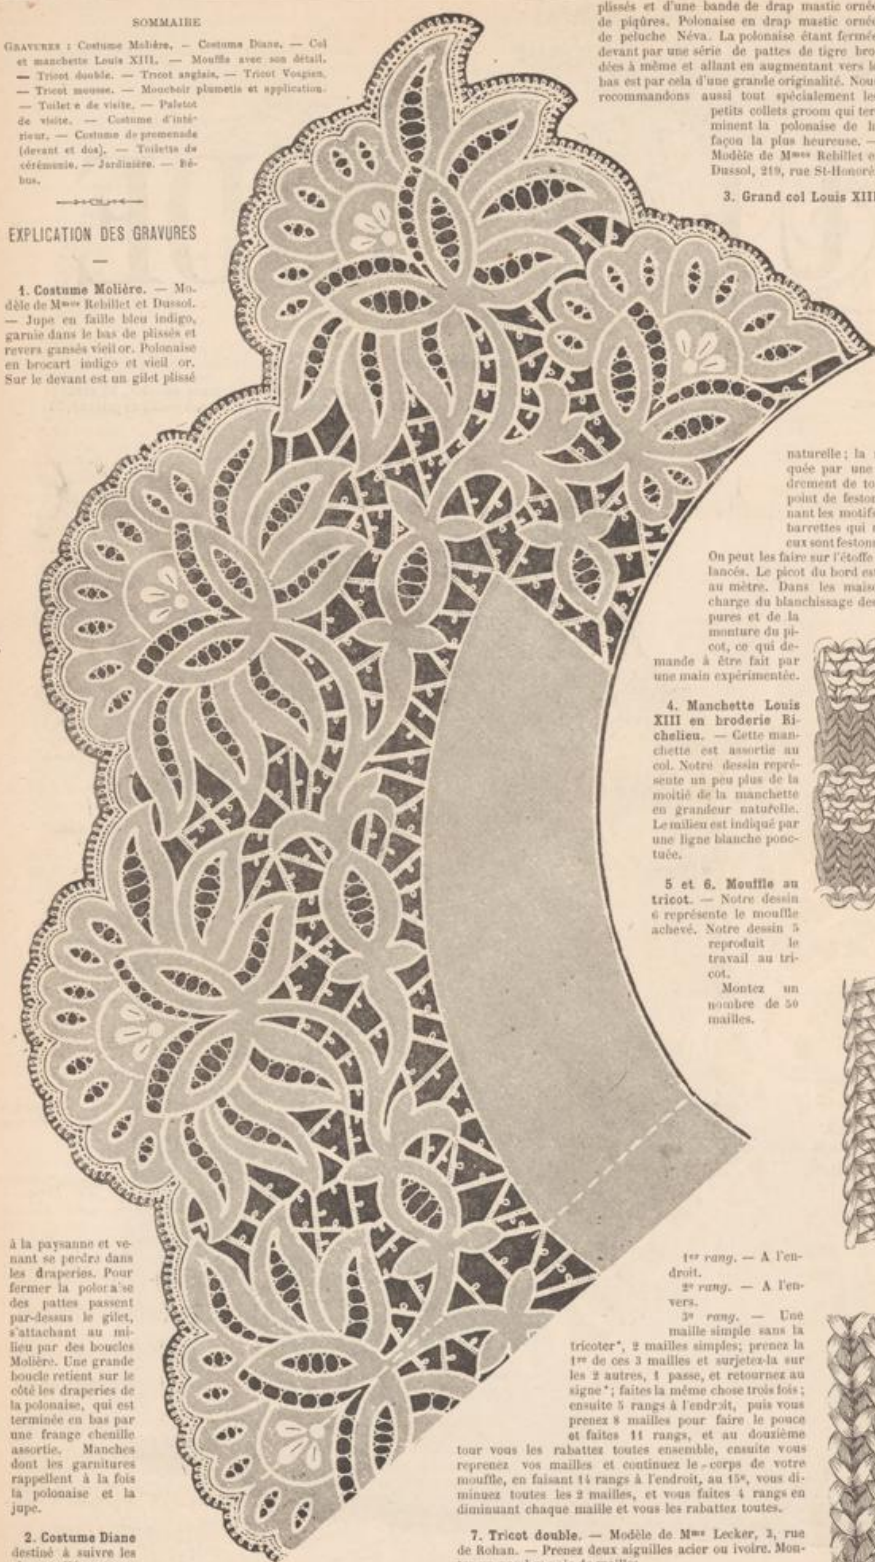 SOMMAIRE
GRAVURES : Costume Molière. — Costume Diane. — Col
et manchette Louis XIII. — Mouffle avec son détail.
— Tricot double. — Tricot anglais. — Tricot Vosgien.
— Tricot mousse. — Mouchoir plumetis et application.
— Toilette de visite. — Paletot
de visite. — Costume d'inté-
rieur. — Costume de promenade
(devant et dos). — Toilette de
cérémonie. — Jardinière. — Ré-
bus.
EXPLICATION DES GRAVURES
1. Costume Molière. — Mo-
dèle de Mmes Rebillet et Dussol.
— Jupe en faille bleu indigo,
garnie dans le bas de plissés et
revers gansés vieil or. Polonaise
en brocart indigo et vieil or.
Sur le devant est un gilet plissé
à la paysanne et ve-
nant se perdre dans
les draperies. Pour
fermer la polonaise
des pattes passent
par-dessus le gilet,
s'attachant au mi-
lieu par des boucles
Molière. Une grande
boucle retient sur le
côté les draperies de
la polonaise, qui est
terminée en bas par
une frange chenille
assortie. Manches
dont les garnitures
rappellent à la fois
la polonaise et la
jupe.
2. Costume Diane
destiné à suivre les
plissés et d'une bande de drap mastic orné
de piqûres. Polonaise en drap mastic orné
de peluche Néva. La polonaise étant fermé
devant par une série de pattes de tigre bro
dées à même et allant en augmentant vers l
bas est par cela d'une grande originalité. Nou
recommandons aussi tout spécialement le
petits collets groom qui ter
minent la polonaise de l
façon la plus heureuse. —
Modèle de Mmes Rebillet e
Dussol, 219, rue St-Honoré
3. Grand col Louis XIII
naturelle ; la
quée par une
drement de to
point de feston
nant les motifs
barrettes qui
eux sont feston
On peut les faire sur l'étoffe
lancés. Le picot du bord es
au mètre. Dans les maiso
charge du blanchissage des
pures et de la
monture du pi-
cot, ce qui de-
mande à être fait par
une main expérimentée.
4. Manchette Louis
XIII en broderie Ri-
chelieu. — Cette man-
chette est assortie au
col. Notre dessin repré-
sente un peu plus de la
moitié de la manchette
en grandeur naturelle.
Le milieu est indiqué par
une ligne blanche ponc-
tuée.
5 et 6. Mouffle au
tricot. — Notre dessin
6 représente le mouffle
achevé. Notre dessin 5
reproduit le
travail au tri-
cot.
Montez un
nombre de 50
mailles.
1er rang. — A l'en-
droit.
2e rang. — A l'en-
vers.
3e rang. — Une
maille simple sans la
tricoter*, 2 mailles simples; prenez la
1re de ces 3 mailles et surjetez-la sur
les 2 autres, 1 passe, et retournez au
signe *; faites la même chose trois fois ;
ensuite 5 rangs à l'endroit, puis vous
prenez 8 mailles pour faire le pouce
et faites 11 rangs, et au douzième
tour vous les rabattez toutes ensemble, ensuite vous
reprenez vos mailles et continuez le corps de votre
mouffle, en faisant 14 rangs à l'endroit, au 15e, vous di-
minuez toutes les 2 mailles, et vous faites 4 rangs en
diminuant chaque maille et vous les rabattez toutes.
7. Tricot double. — Modèle de Mme Lecker, 3, rue
de Rohan. — Prenez deux aiguilles acier ou ivoire. Mon-